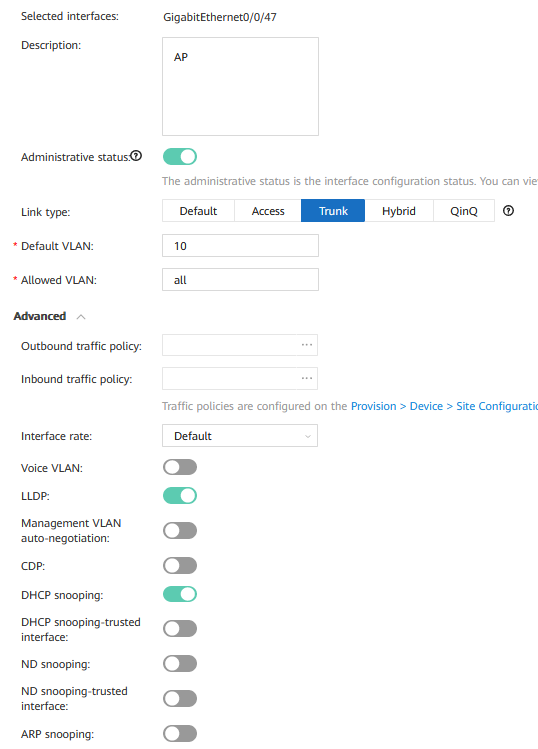 Selected interfaces: GigabitEthernet0/0/47
Description: AP
Administrative status:
The administrative status is the interface configuration status. You can vie
Link type: Default Access Trunk Hybrid QinQ
* Default VLAN: 10
* Allowed VLAN: all
Advanced
Outbound traffic policy: ...
Inbound traffic policy: ...
Traffic policies are configured on the Provision > Device > Site Configuratio
Interface rate: Default
Voice VLAN:
LLDP:
Management VLAN
auto-negotiation:
CDP:
DHCP snooping:
DHCP snooping-trusted
interface:
ND snooping:
ND snooping-trusted
interface:
ARP snooping: